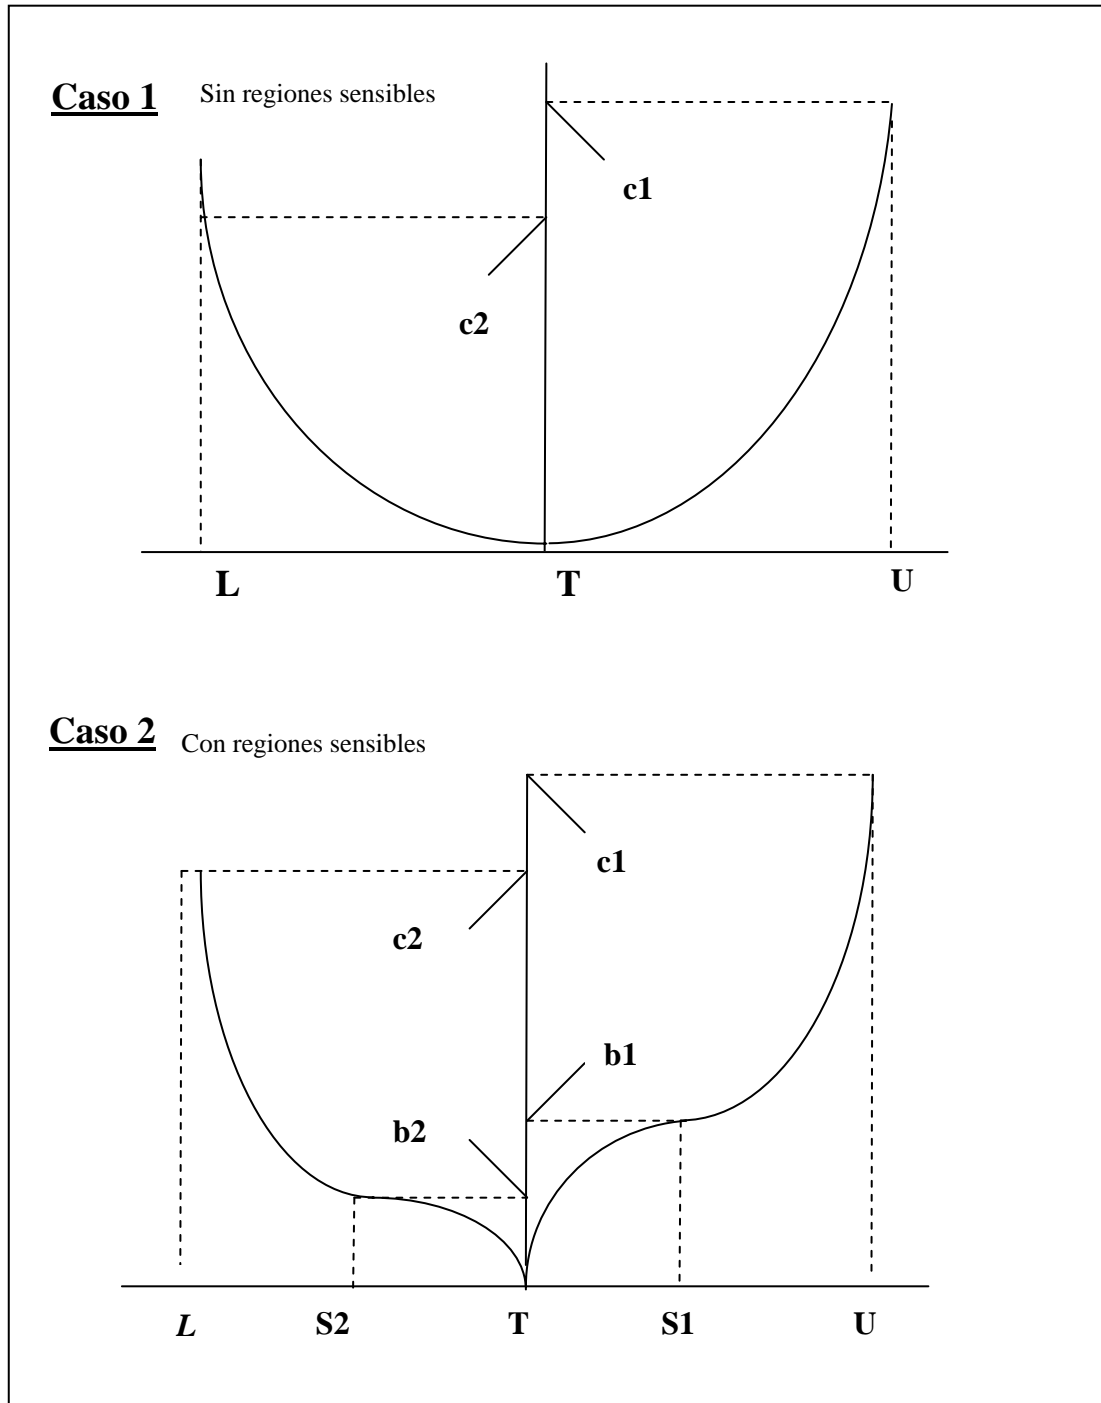 Caso 1 Sin regiones sensibles
c1
c2
L T U
Caso 2 Con regiones sensibles
c1
c2
b1
b2
L S2 T S1 U